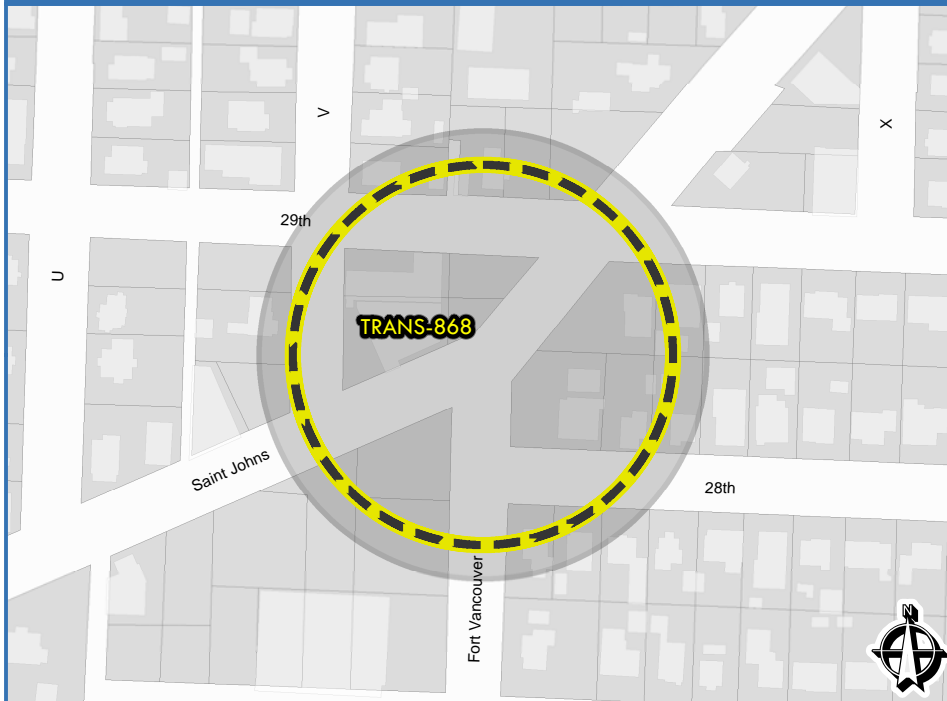 V
X
29th
U
TRANS-868
Saint Johns
28th
Fort Vancouver
N